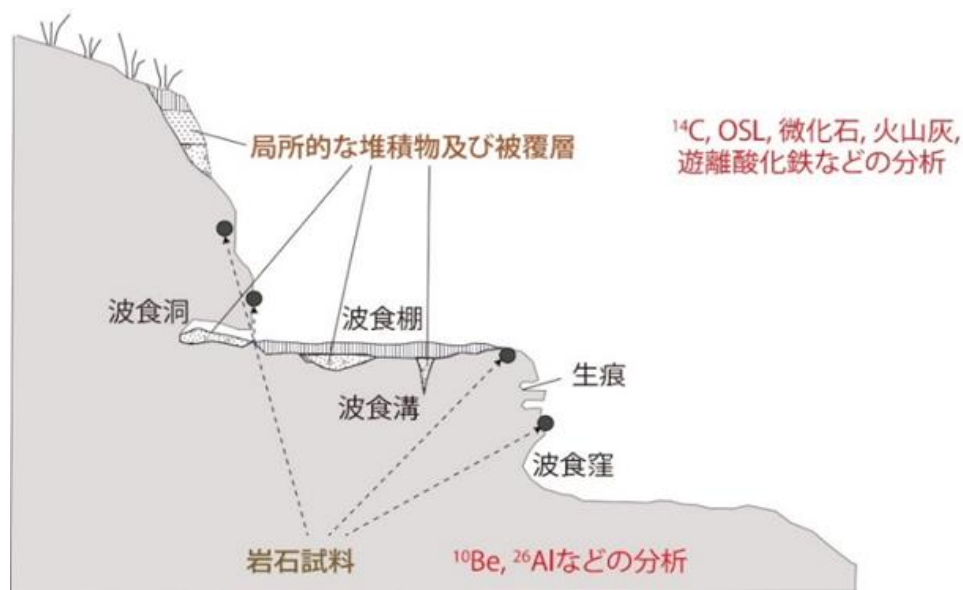 ¹⁴C, OSL, 微化石, 火山灰,
遊離酸化鉄などの分析
局所的な堆積物及び被覆層
波食洞
波食棚
生痕
波食溝
波食窪
岩石試料
¹⁰Be, ²⁶Alなどの分析